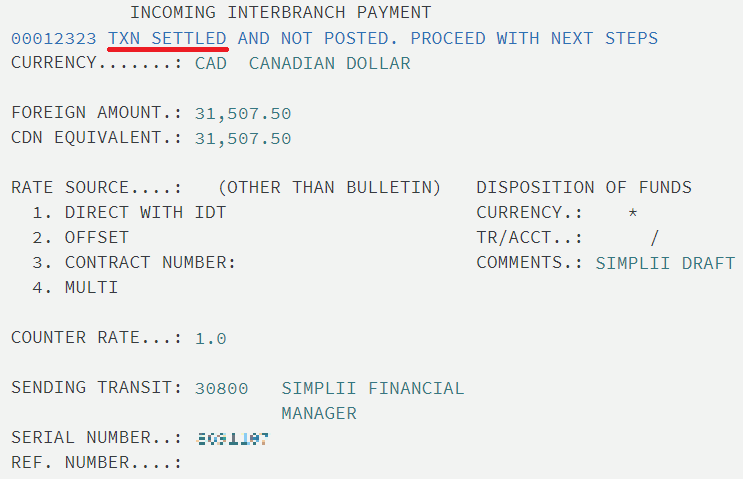 INCOMING INTERBRANCH PAYMENT
00012323 TXN SETTLED AND NOT POSTED. PROCEED WITH NEXT STEPS
CURRENCY.......: CAD CANADIAN DOLLAR
FOREIGN AMOUNT.: 31,507.50
CDN EQUIVALENT.: 31,507.50
RATE SOURCE....: (OTHER THAN BULLETIN) DISPOSITION OF FUNDS
1. DIRECT WITH IDT CURRENCY.: *
2. OFFSET TR/ACCT..: /
3. CONTRACT NUMBER: COMMENTS.: SIMPLII DRAFT
4. MULTI
COUNTER RATE...: 1.0
SENDING TRANSIT: 30800 SIMPLII FINANCIAL
MANAGER
SERIAL NUMBER..:
REF. NUMBER....: